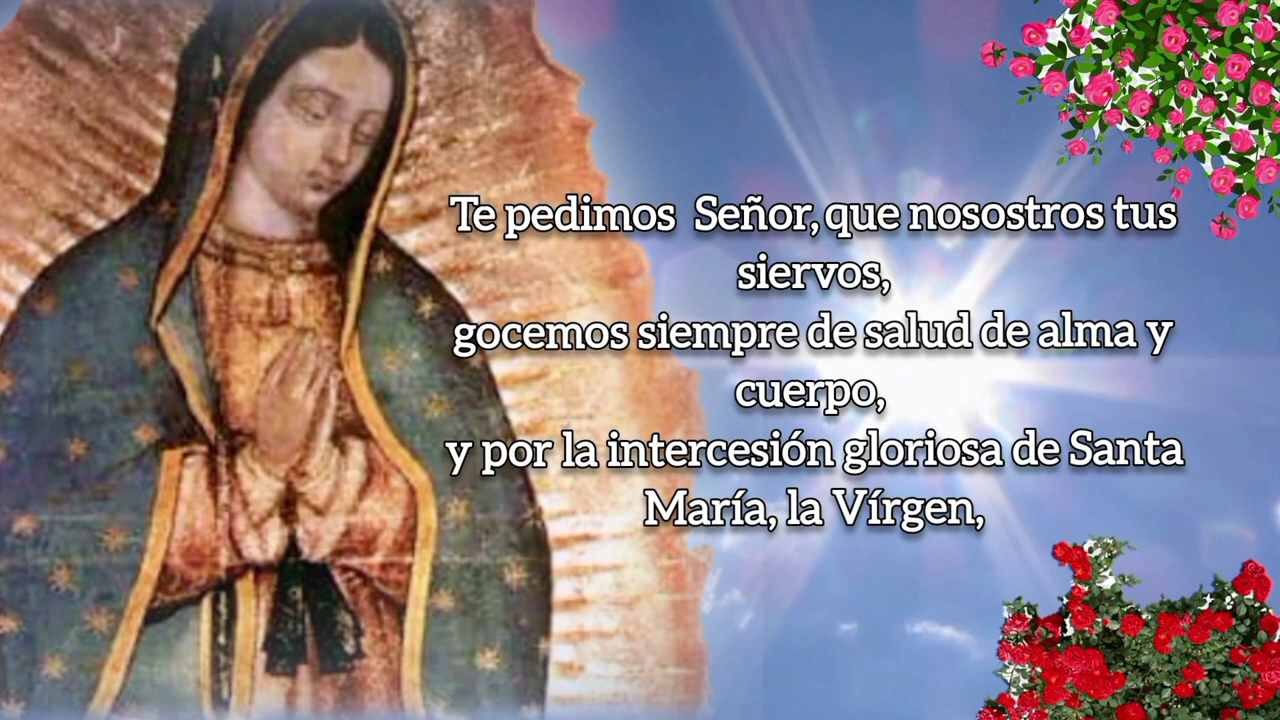 Te pedimos Señor, que nosostros tus
siervos,
gocemos siempre de salud de alma y
cuerpo,
y por la intercesión gloriosa de Santa
María, la Vírgen,